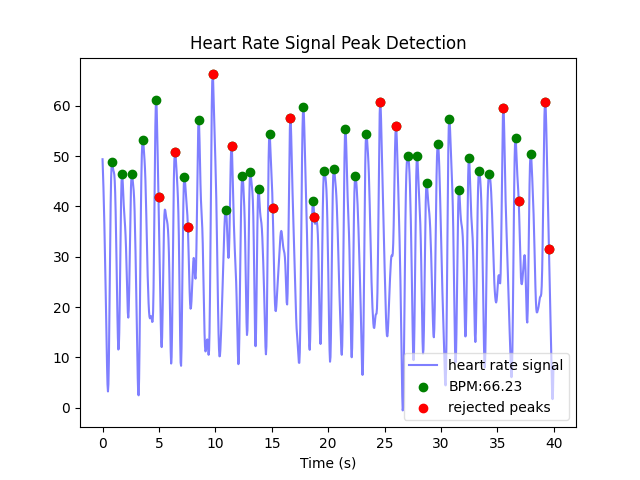 Heart Rate Signal Peak Detection
60
50
40
30
20
10
0
heart rate signal
BPM:66.23
rejected peaks
0 5 10 15 20 25 30 35 40
Time (s)